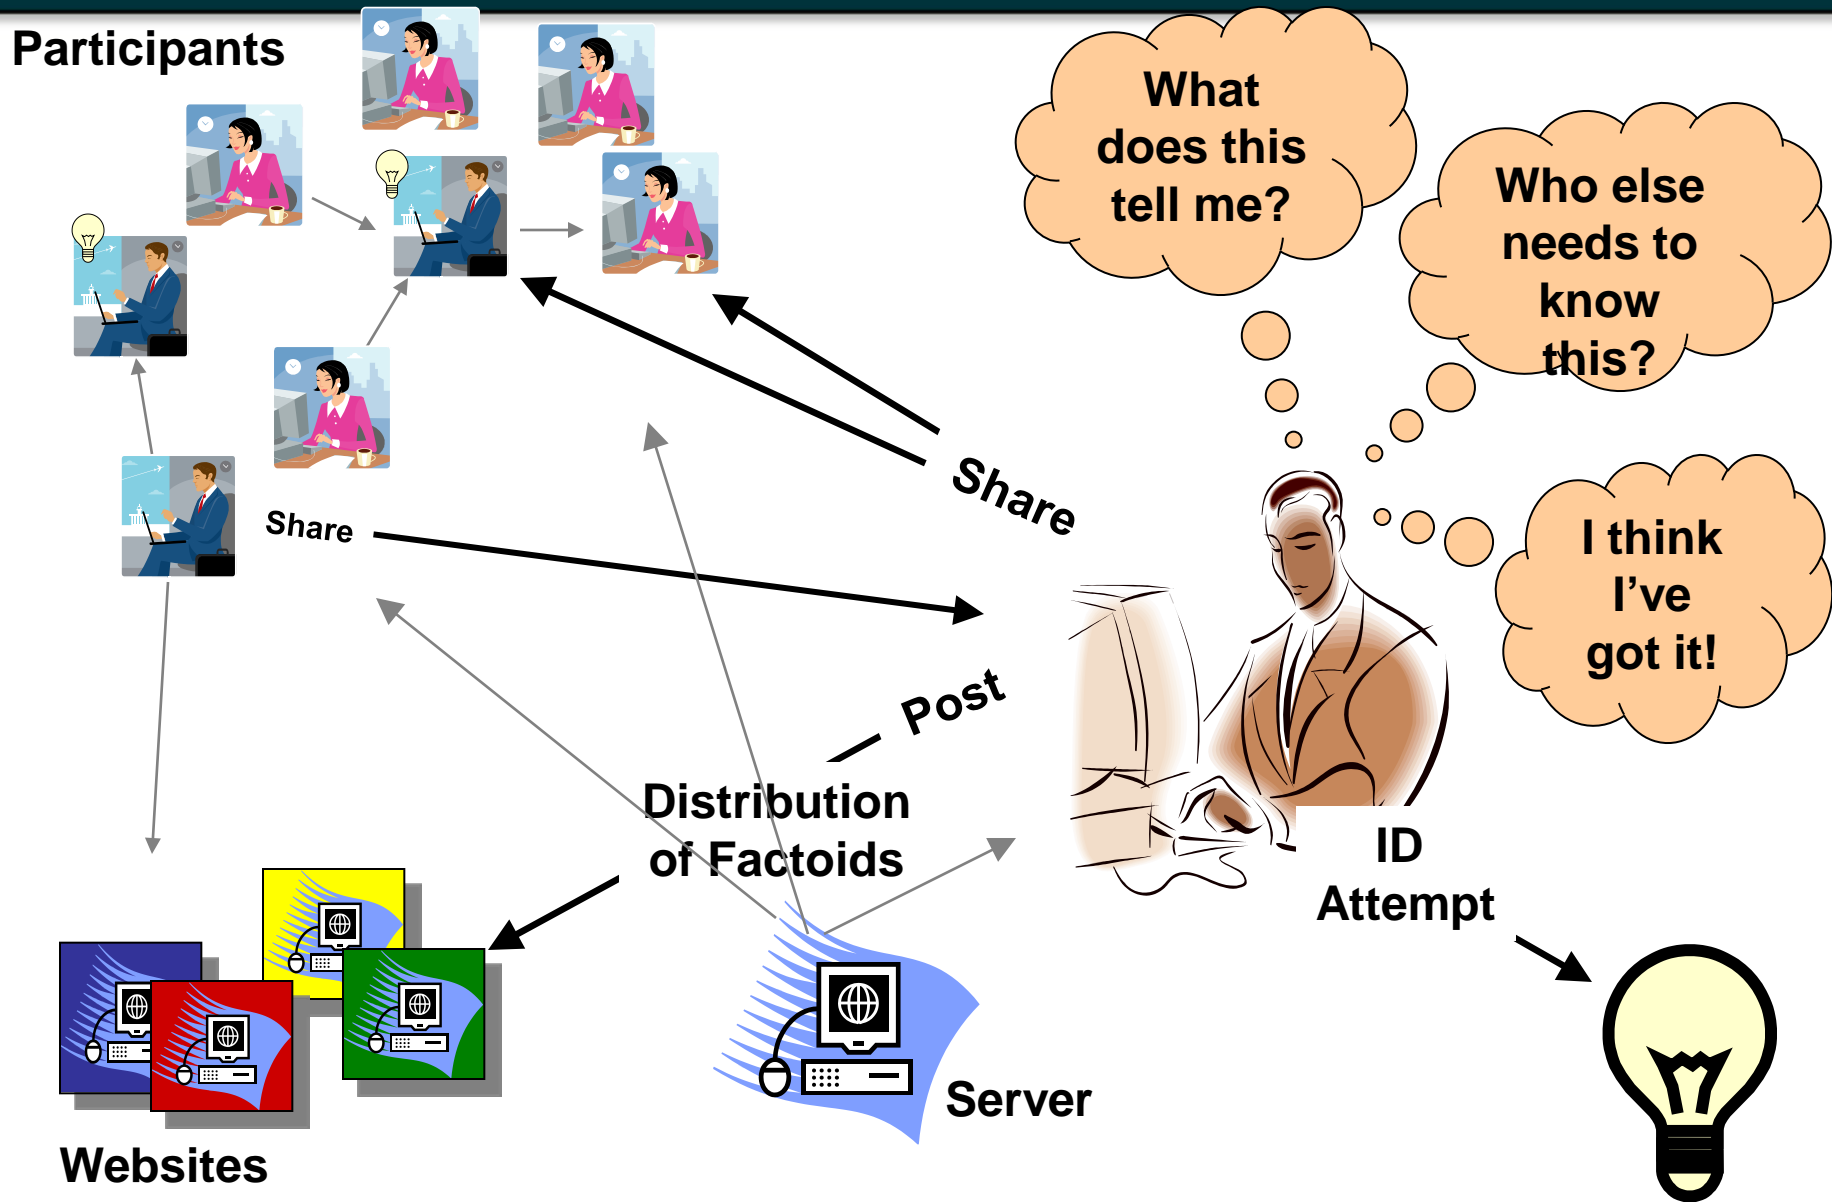 Participants
What
does this
tell me?
Who else
needs to
know
this?
Share
Share
I think
I’ve
got it!
Post
Distribution
of Factoids
ID
Attempt
Server
Websites